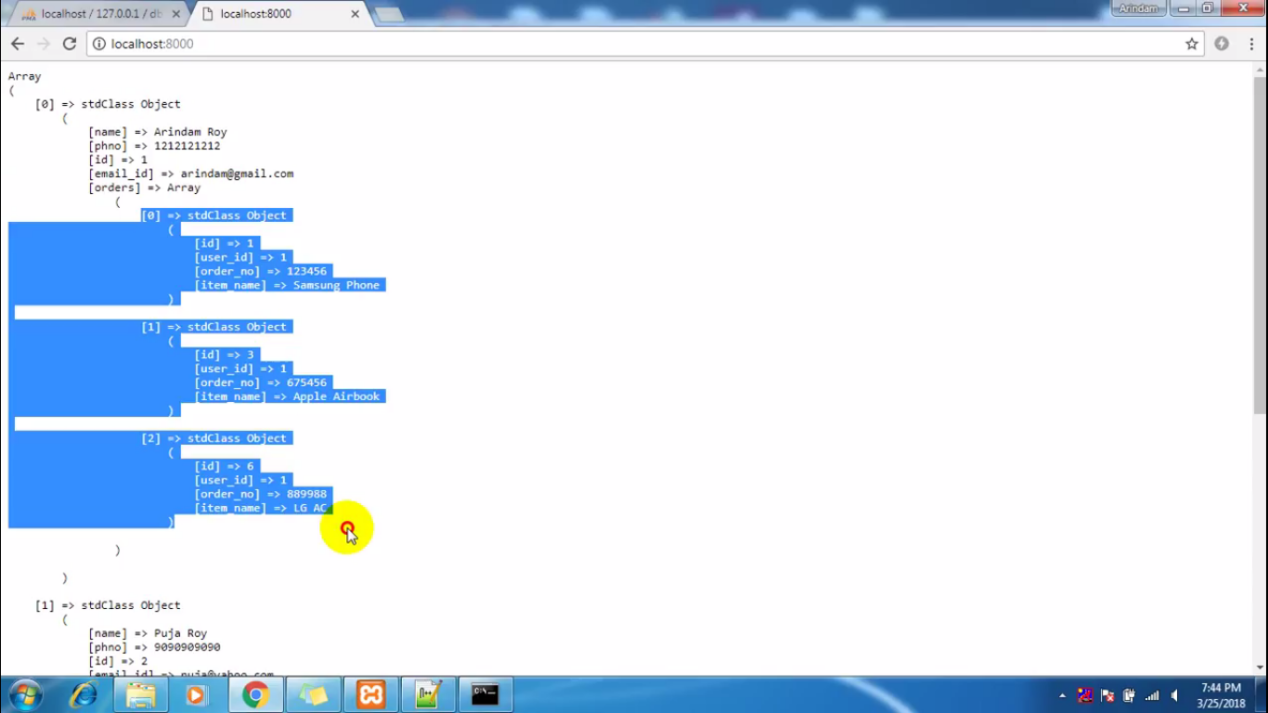 localhost / 127.0.0.1 / db
localhost:8000
Arindam
localhost:8000
Array
(
[0] => stdClass Object
(
[name] => Arindam Roy
[phno] => 1212121212
[id] => 1
[email_id] => arindam@gmail.com
[orders] => Array
(
[0] => stdClass Object
(
[id] => 1
[user_id] => 1
[order_no] => 123456
[item_name] => Samsung Phone
)
[1] => stdClass Object
(
[id] => 3
[user_id] => 1
[order_no] => 675456
[item_name] => Apple Airbook
)
[2] => stdClass Object
(
[id] => 6
[user_id] => 1
[order_no] => 889988
[item_name] => LG AC
)
)
)
[1] => stdClass Object
(
[name] => Puja Roy
[phno] => 9090909090
[id] => 2
[email_id] => puja@yahoo.com
7:44 PM
3/25/2018